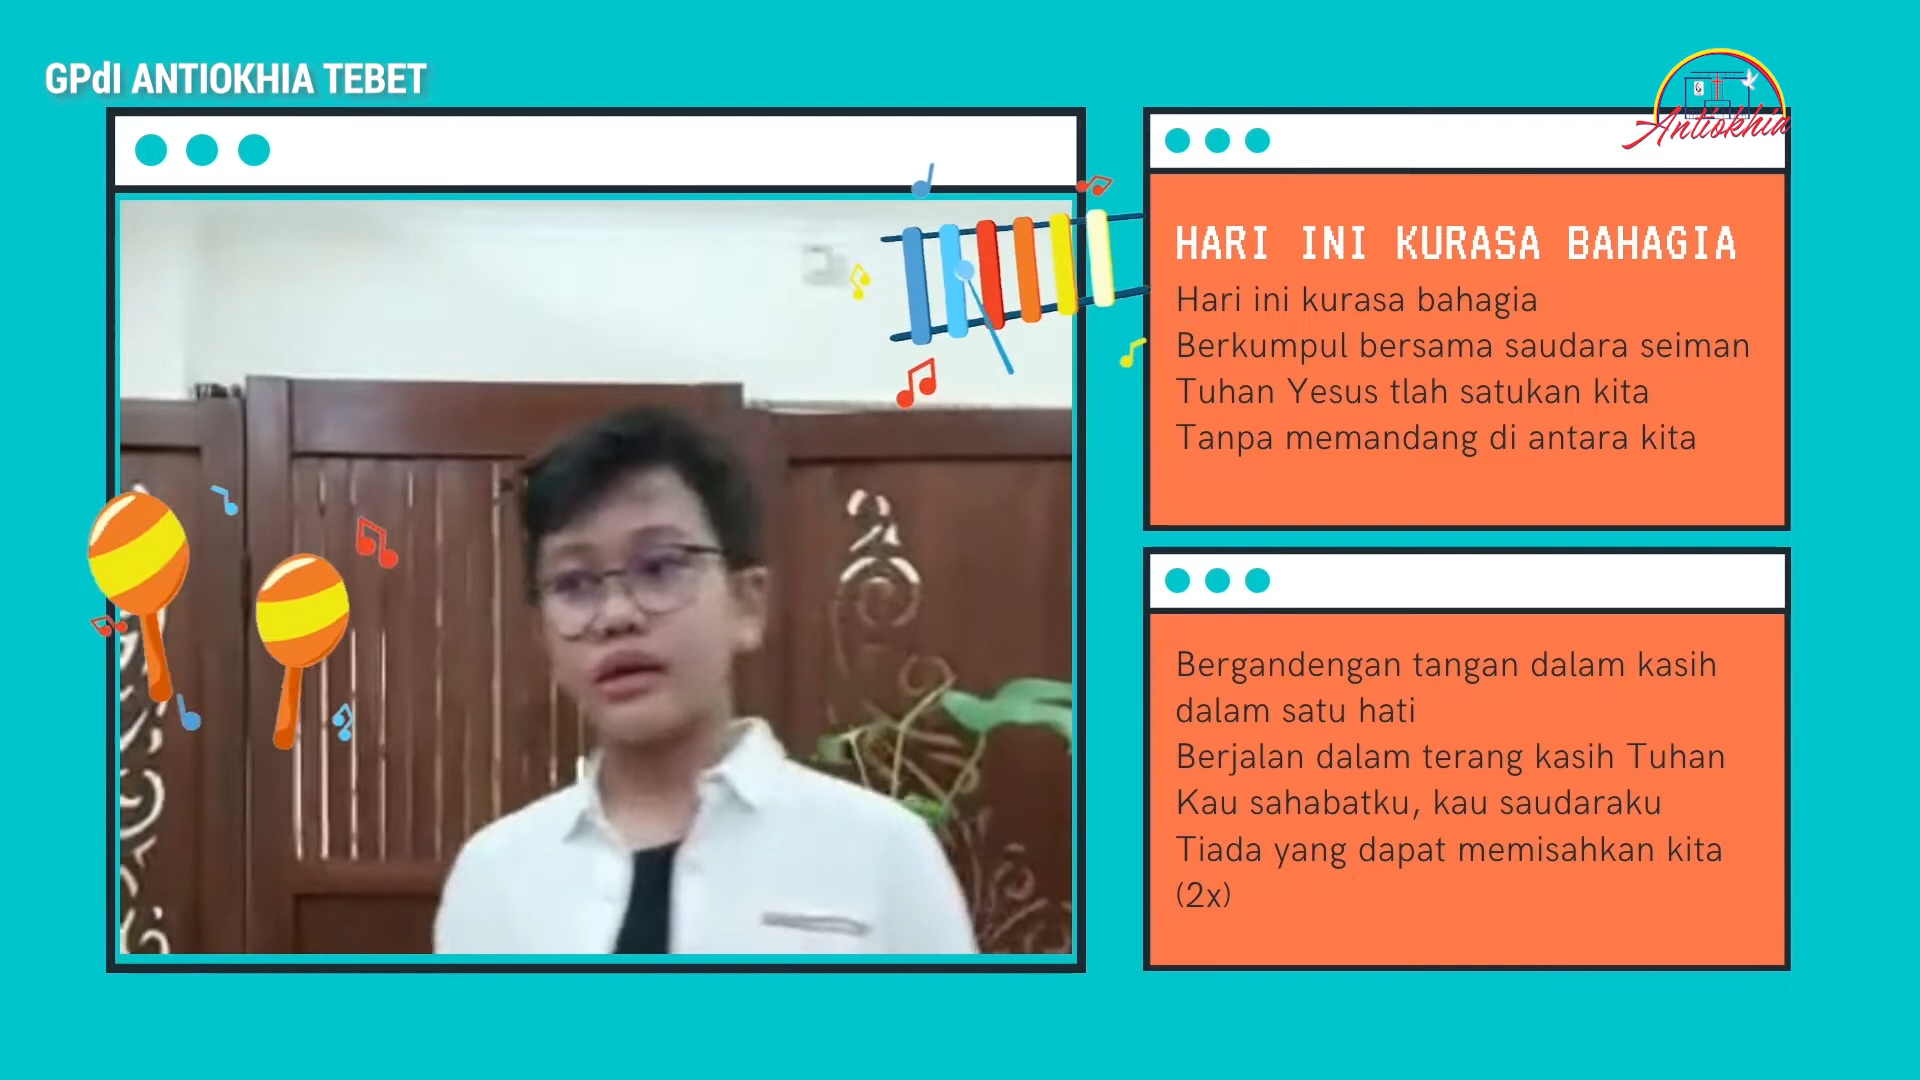 GPdI ANTIOKHIA TEBET
Antiokhia
HARI INI KURASA BAHAGIA
Hari ini kurasa bahagia
Berkumpul bersama saudara seiman
Tuhan Yesus tlah satukan kita
Tanpa memandang di antara kita
Bergandengan tangan dalam kasih
dalam satu hati
Berjalan dalam terang kasih Tuhan
Kau sahabatku, kau saudaraku
Tiada yang dapat memisahkan kita
(2x)